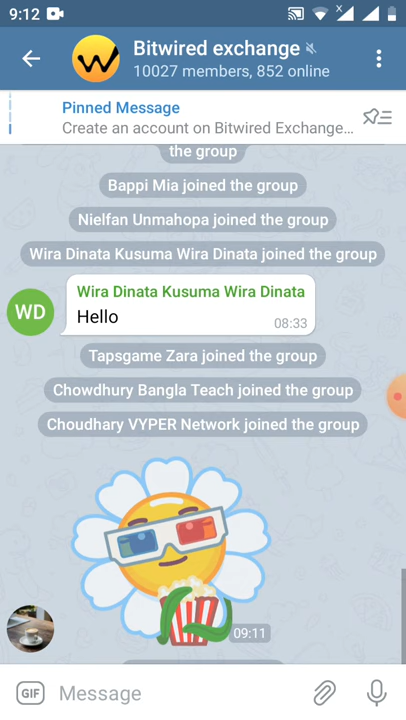 9:12
x
Bitwired exchange
10027 members, 852 online
Pinned Message
Create an account on Bitwired Exchange...
the group
Bappi Mia joined the group
Nielfan Unmahopa joined the group
Wira Dinata Kusuma Wira Dinata joined the group
WD
Wira Dinata Kusuma Wira Dinata
Hello
08:33
Tapsgame Zara joined the group
Chowdhury Bangla Teach joined the group
Choudhary VYPER Network joined the group
09:11
GIF
Message